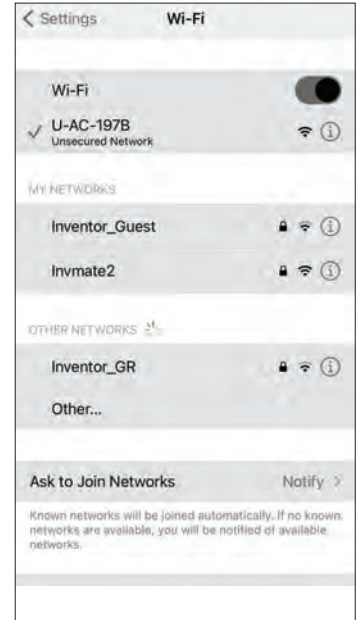 Settings Wi-Fi
Wi-Fi
U-AC-197B
Unsecured Network
MY NETWORKS
Inventor_Guest
Invmate2
OTHER NETWORKS
Inventor_GR
Other...
Ask to Join Networks Notify
Known networks will be joined automatically. If no known
networks are available, you will be notified of available
networks.